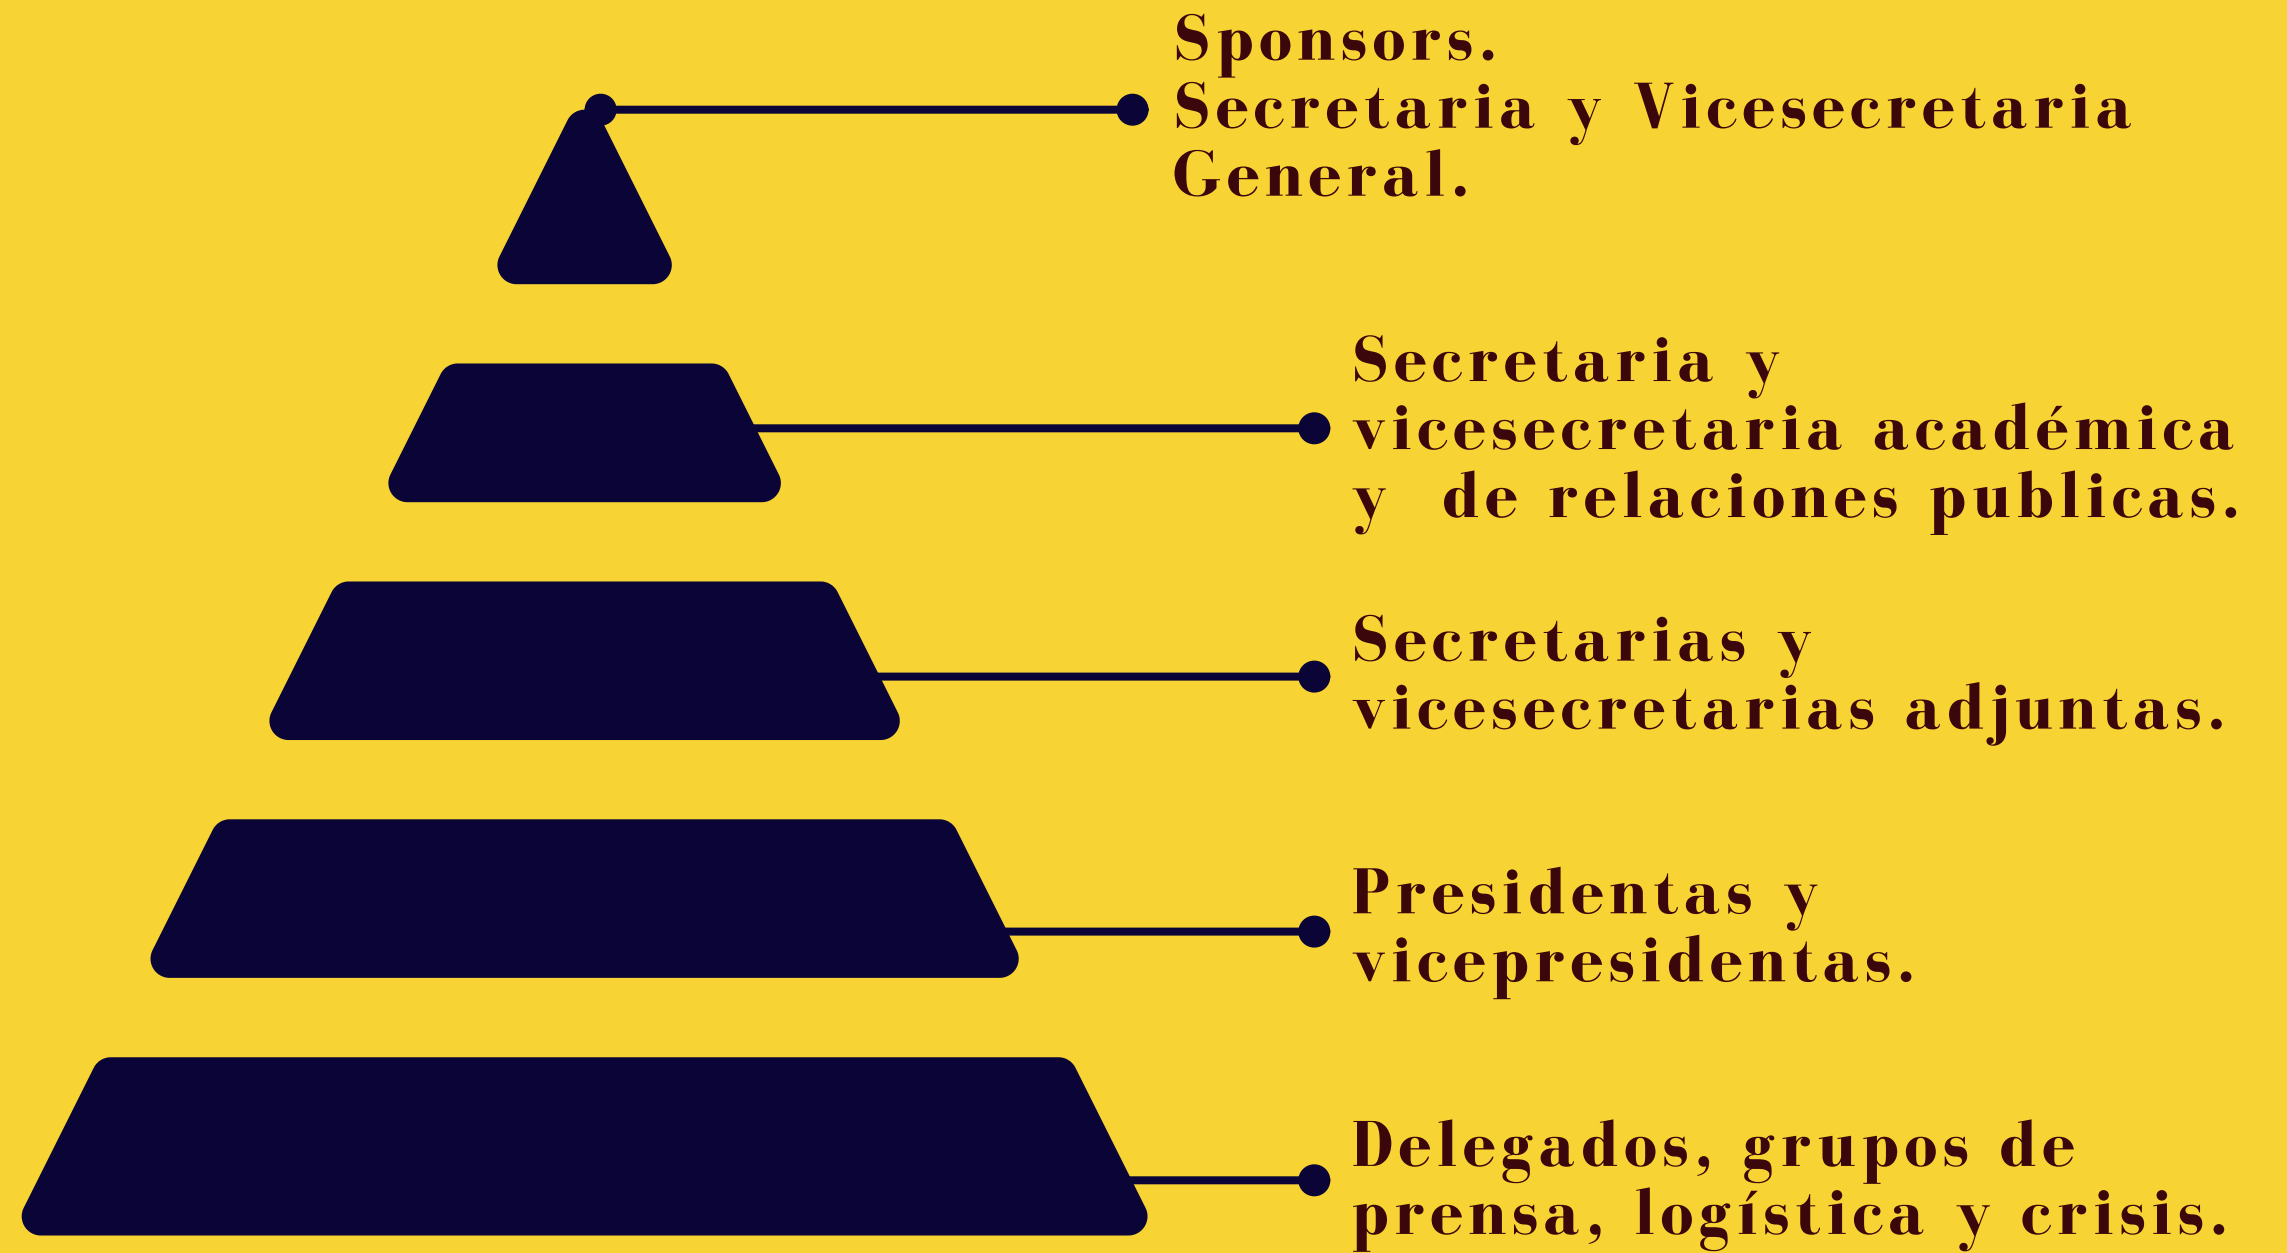 Sponsors.
Secretaria y Vicesecretaria
General.
Secretaria y
vicesecretaria académica
y de relaciones publicas.
Secretarias y
vicesecretarias adjuntas.
Presidentas y
vicepresidentas.
Delegados, grupos de
prensa, logística y crisis.